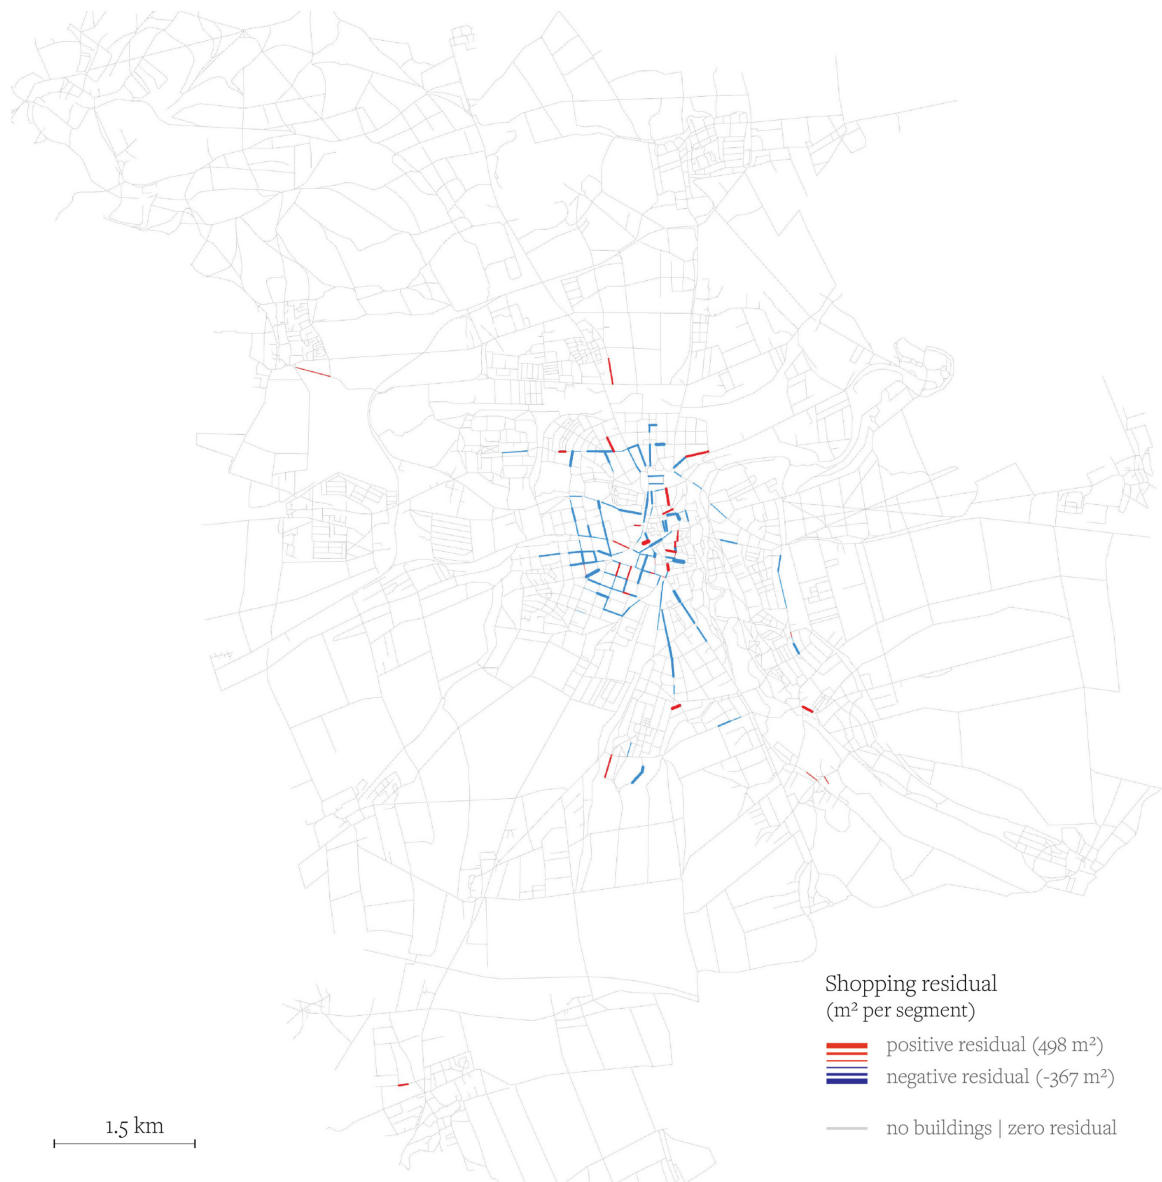 Shopping residual
(m² per segment)
positive residual (498 m²)
negative residual (-367 m²)
no buildings | zero residual
1.5 km